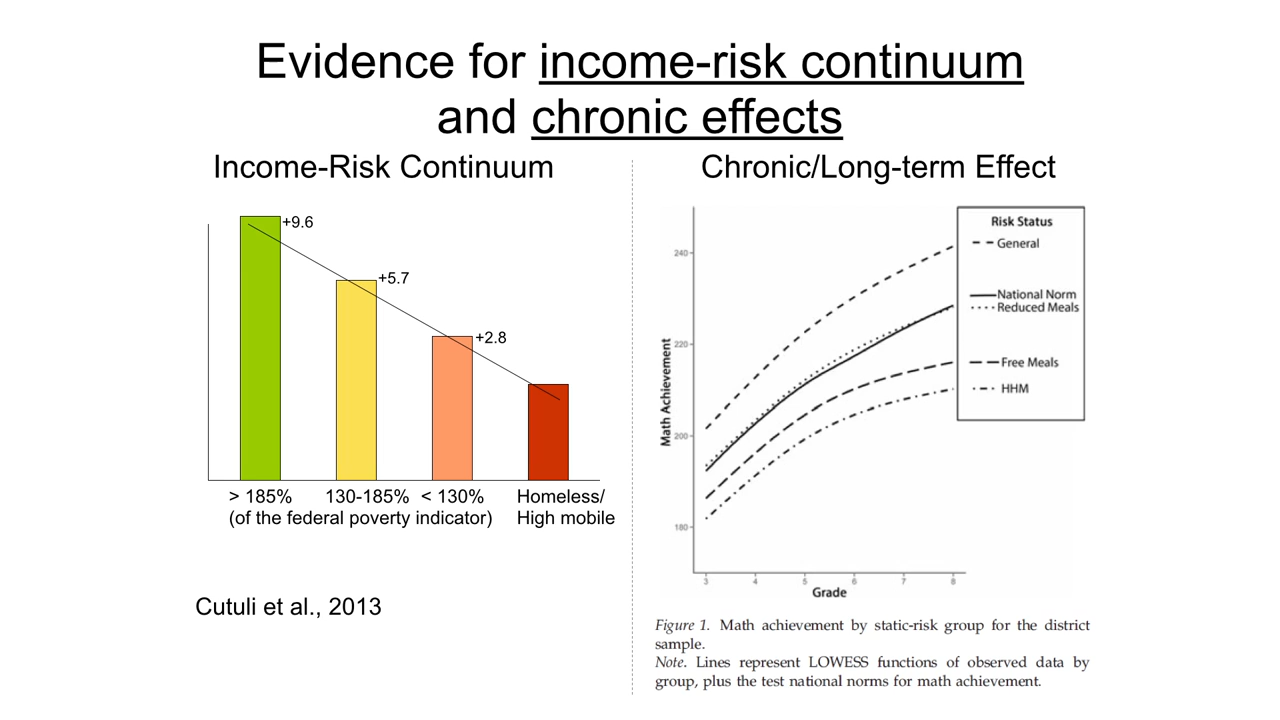 Evidence for income-risk continuum
and chronic effects
Income-Risk Continuum
+9.6
+5.7
+2.8
> 185%
130-185%
< 130%
Homeless/
(of the federal poverty indicator)
High mobile
Cutuli et al., 2013
Chronic/Long-term Effect
Risk Status
General
National Norm
Reduced Meals
Free Meals
HHM
Math Achievement
240
220
200
180
3 4 5 6 7 8
Grade
Figure 1. Math achievement by static-risk group for the district
sample.
Note. Lines represent LOWESS functions of observed data by
group, plus the test national norms for math achievement.